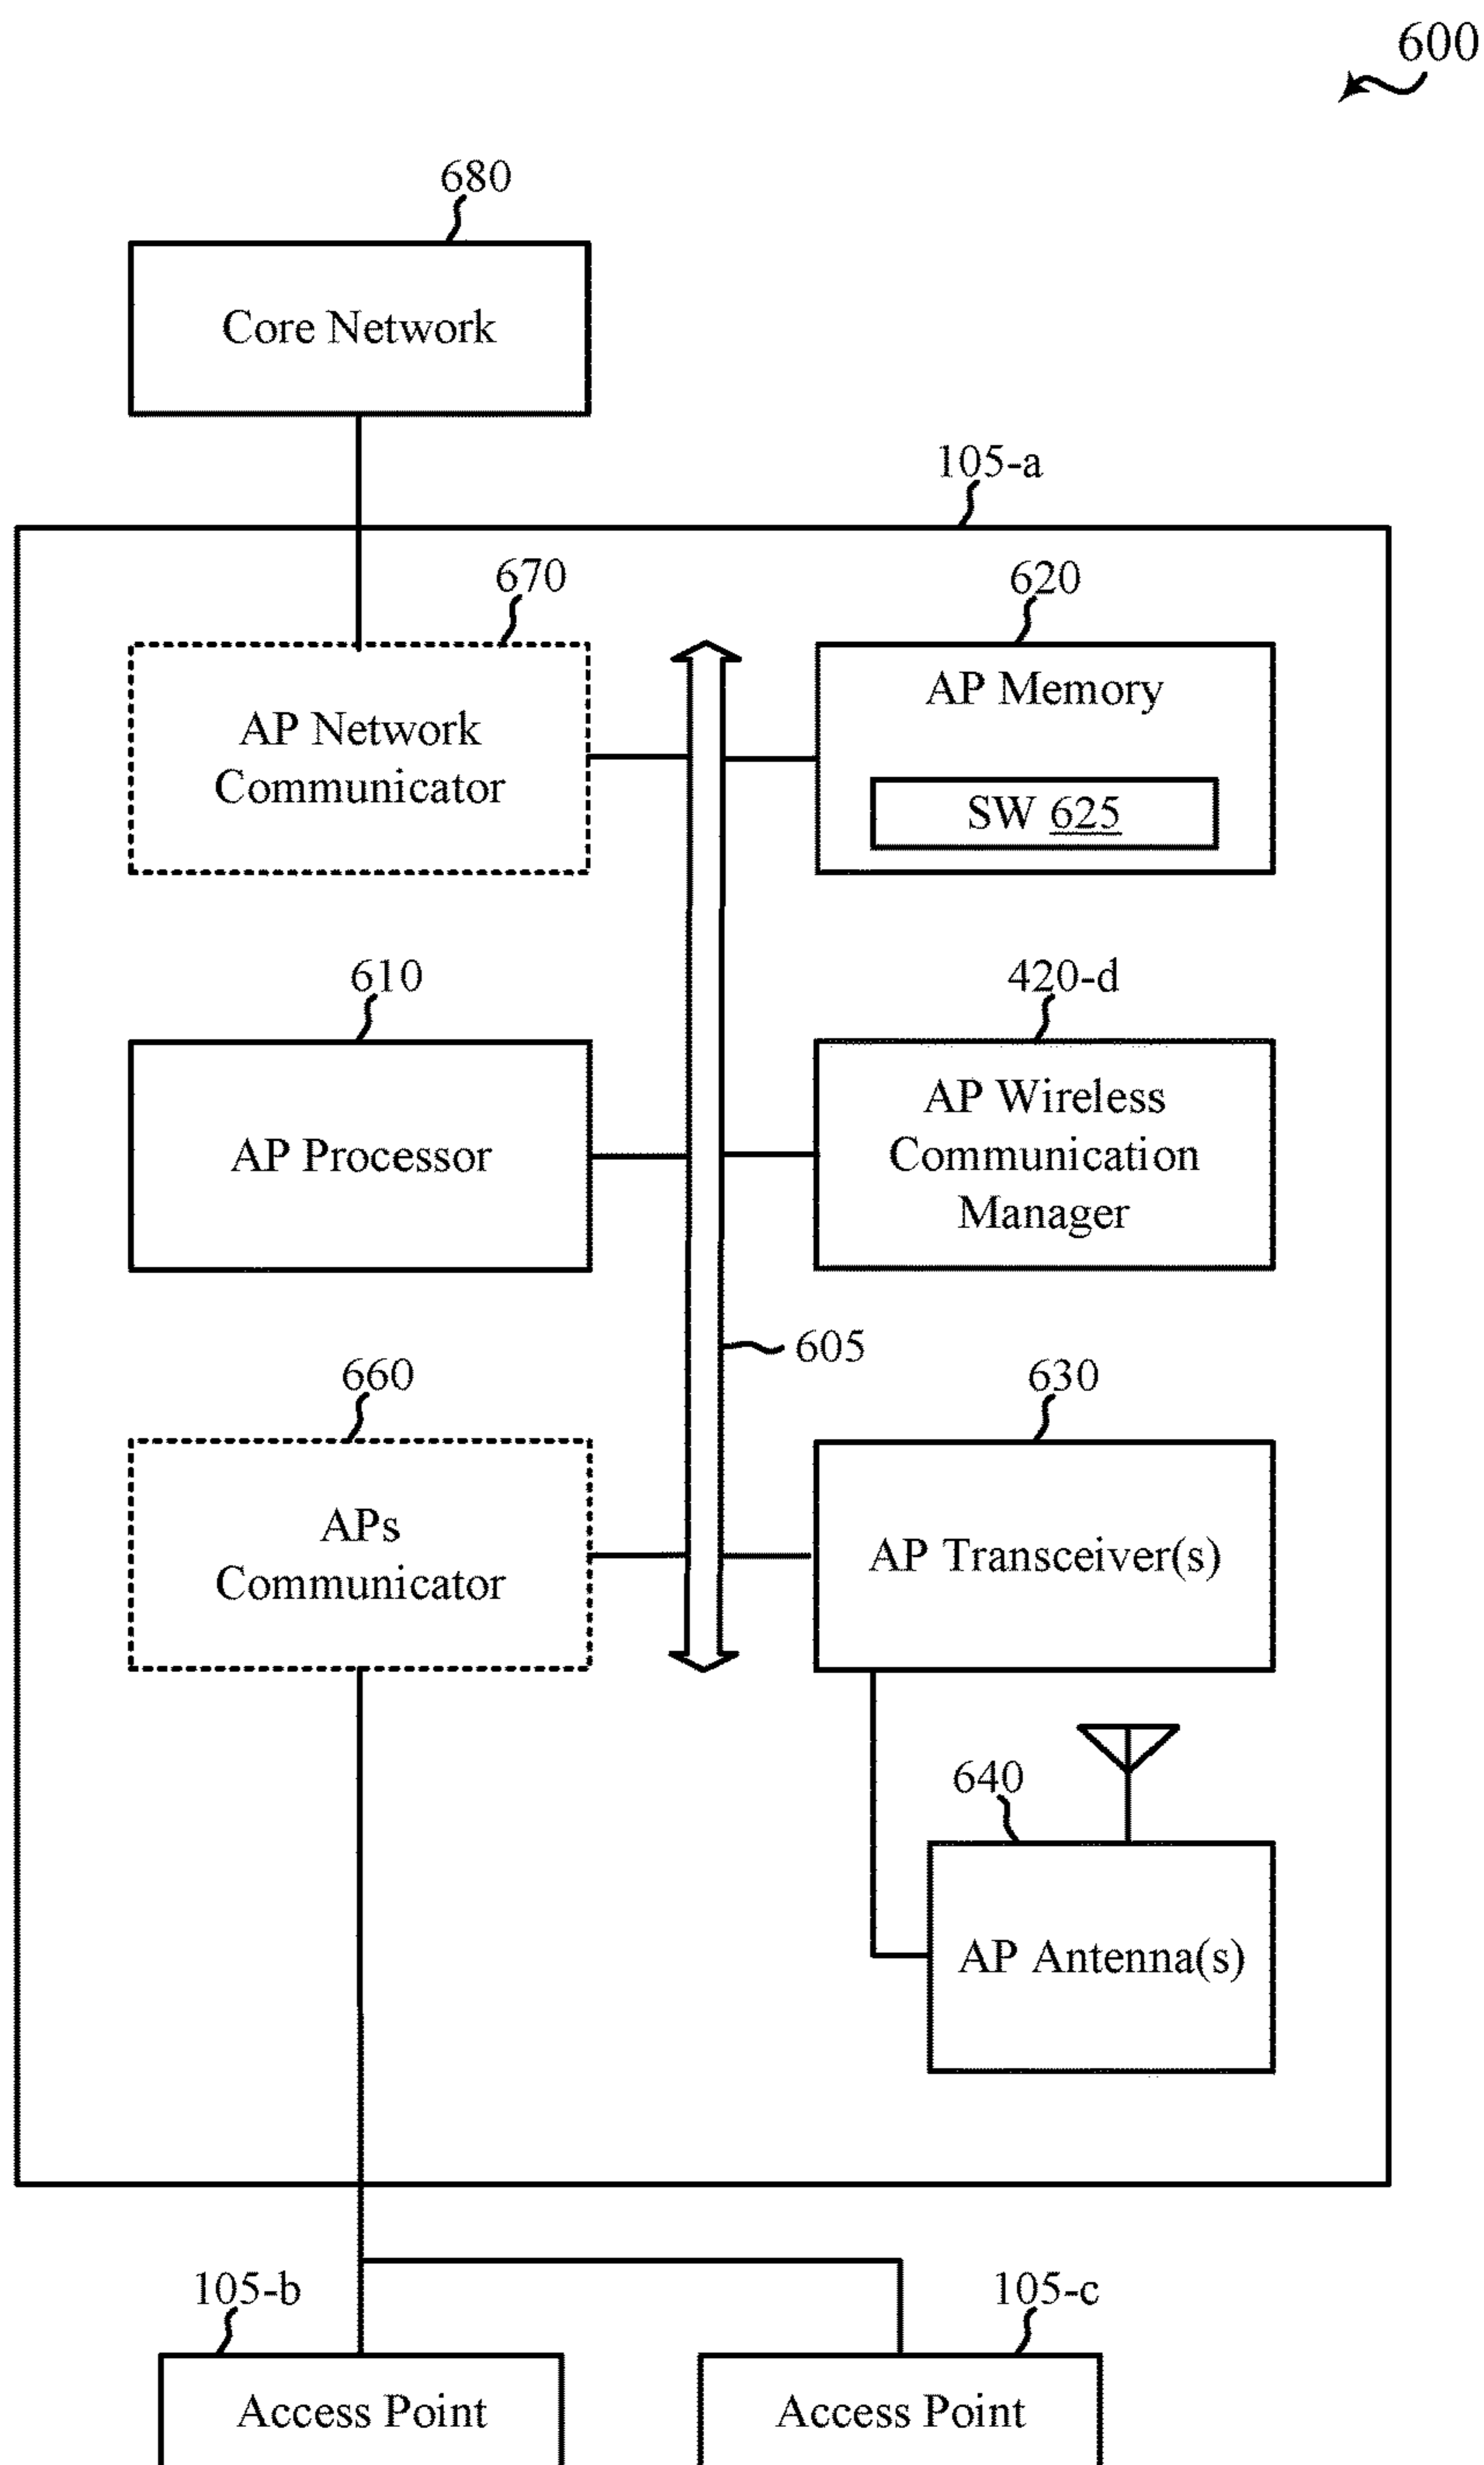 600
680
Core Network
105-a
670
620
AP Network
Communicator
AP Memory
SW 625
610
420-d
AP Processor
AP Wireless
Communication
Manager
605
660
630
APs
Communicator
AP Transceiver(s)
640
AP Antenna(s)
105-b
105-c
Access Point
Access Point